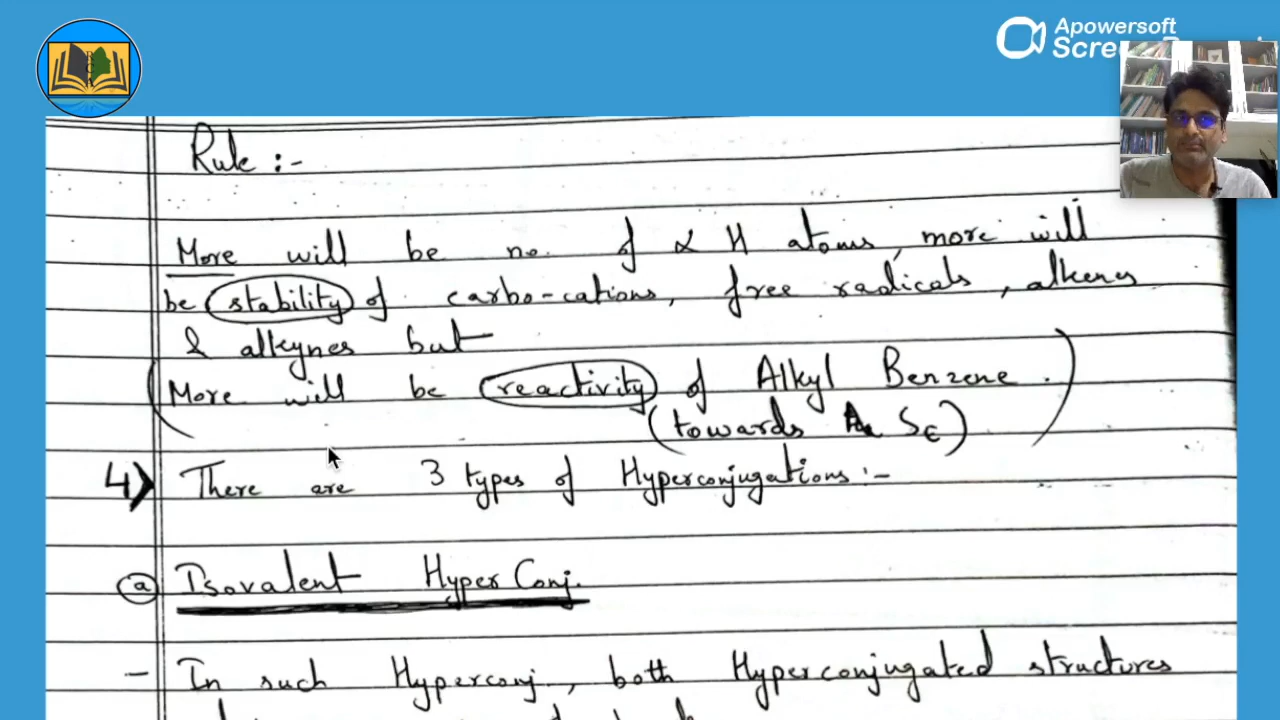 Apowersoft
Rule :-
More will be no. of α H atoms, more will
be stability of carbo-cations, free radicals, alkenes
& alkynes but
(More will be reactivity of Alkyl Benzene.)
(towards SE)
4) There are 3 types of Hyperconjugations :-
(a) Isovalent Hyper Conj.
- In such Hyperconj, both Hyperconjugated structures